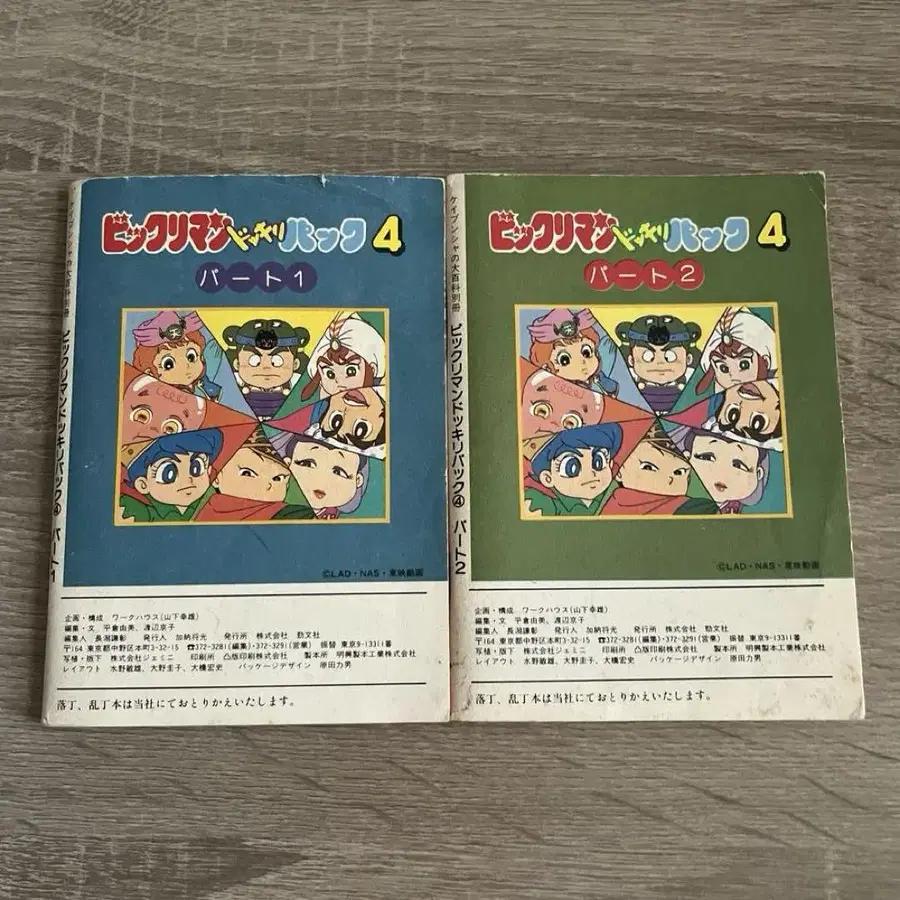 ケイブンシャの大百科別冊 ビックリマンドッキリパック④ パート1
ビックリマンドッキリパック4
パート1
©LAD・NAS・東映動画
企画・構成 ワークハウス(山下幸雄)
編集・文 平倉由美、渡辺京子
編集人 長潟謙彰 発行人 加納将光 発行所 株式会社 勁文社
〒164 東京都中野区本町3-32-15 ☎372-3281(編集)・372-3291(営業) 振替 東京9-13311番
写植・版下 株式会社ジェミニ 印刷所 凸版印刷株式会社 製本所 明興製本工業株式会社
レイアウト 水野敏雄、大野圭子、大橋宏史 パッケージデザイン 原田力男
落丁、乱丁本は当社にておとりかえいたします。
ケイブンシャの大百科別冊 ビックリマンドッキリパック④ パート2
ビックリマンドッキリパック4
パート2
©LAD・NAS・東映動画
企画・構成 ワークハウス(山下幸雄)
編集・文 平倉由美、渡辺京子
編集人 長潟謙彰 発行人 加納将光 発行所 株式会社 勁文社
〒164 東京都中野区本町3-32-15 ☎372-3281(編集)・372-3291(営業) 振替 東京9-13311番
写植・版下 株式会社ジェミニ 印刷所 凸版印刷株式会社 製本所 明興製本工業株式会社
レイアウト 水野敏雄、大野圭子、大橋宏史 パッケージデザイン 原田力男
落丁、乱丁本は当社にておとりかえいたします。